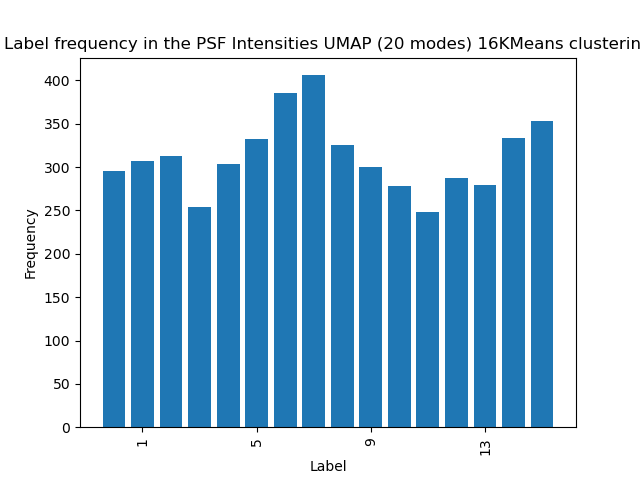 Label frequency in the PSF Intensities UMAP (20 modes) 16KMeans clusterin
400
350
300
250
200
150
100
50
0
Frequency
1 5 9 13
Label